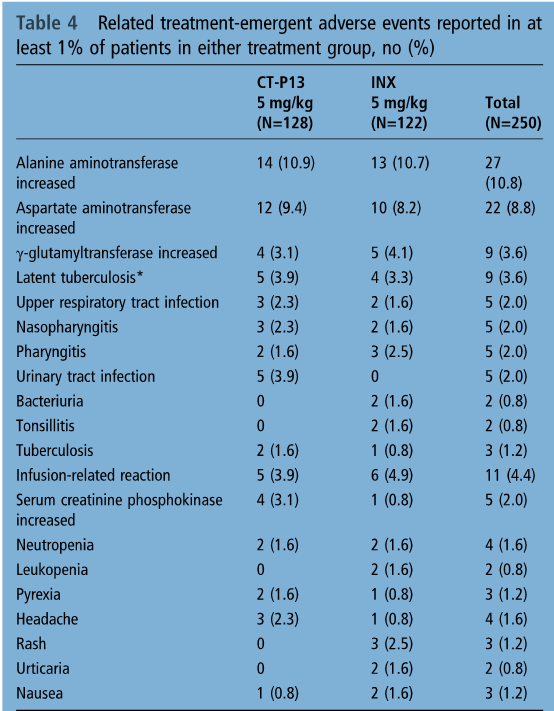 Table 4 Related treatment-emergent adverse events reported in at
least 1% of patients in either treatment group, no (%)
CT-P13 INX
5 mg/kg 5 mg/kg Total
(N=128) (N=122) (N=250)
Alanine aminotransferase 14 (10.9) 13 (10.7) 27
increased (10.8)
Aspartate aminotransferase 12 (9.4) 10 (8.2) 22 (8.8)
increased
γ-glutamyltransferase increased 4 (3.1) 5 (4.1) 9 (3.6)
Latent tuberculosis* 5 (3.9) 4 (3.3) 9 (3.6)
Upper respiratory tract infection 3 (2.3) 2 (1.6) 5 (2.0)
Nasopharyngitis 3 (2.3) 2 (1.6) 5 (2.0)
Pharyngitis 2 (1.6) 3 (2.5) 5 (2.0)
Urinary tract infection 5 (3.9) 0 5 (2.0)
Bacteriuria 0 2 (1.6) 2 (0.8)
Tonsillitis 0 2 (1.6) 2 (0.8)
Tuberculosis 2 (1.6) 1 (0.8) 3 (1.2)
Infusion-related reaction 5 (3.9) 6 (4.9) 11 (4.4)
Serum creatinine phosphokinase 4 (3.1) 1 (0.8) 5 (2.0)
increased
Neutropenia 2 (1.6) 2 (1.6) 4 (1.6)
Leukopenia 0 2 (1.6) 2 (0.8)
Pyrexia 2 (1.6) 1 (0.8) 3 (1.2)
Headache 3 (2.3) 1 (0.8) 4 (1.6)
Rash 0 3 (2.5) 3 (1.2)
Urticaria 0 2 (1.6) 2 (0.8)
Nausea 1 (0.8) 2 (1.6) 3 (1.2)